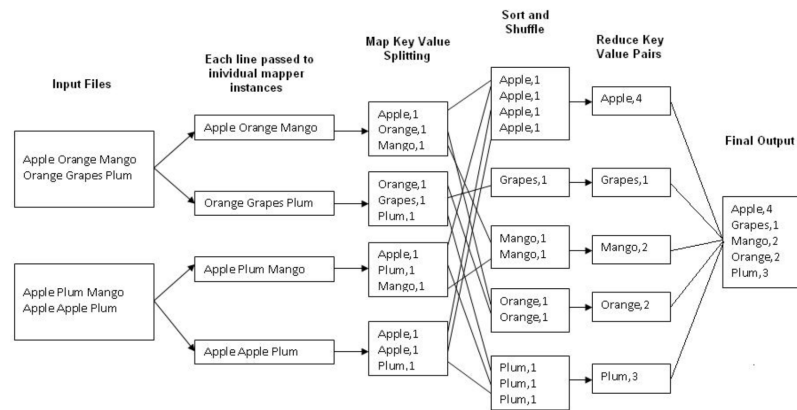 Input Files
Each line passed to
inividual mapper
instances
Map Key Value
Splitting
Sort and
Shuffle
Reduce Key
Value Pairs
Final Output
Apple Orange Mango
Orange Grapes Plum
Apple Plum Mango
Apple Apple Plum
Apple Orange Mango
Orange Grapes Plum
Apple Plum Mango
Apple Apple Plum
Apple,1
Orange,1
Mango,1
Orange,1
Grapes,1
Plum,1
Apple,1
Plum,1
Mango,1
Apple,1
Apple,1
Plum,1
Apple,1
Apple,1
Apple,1
Apple,1
Grapes,1
Mango,1
Mango,1
Orange,1
Orange,1
Plum,1
Plum,1
Plum,1
Apple,4
Grapes,1
Mango,2
Orange,2
Plum,3
Apple,4
Grapes,1
Mango,2
Orange,2
Plum,3